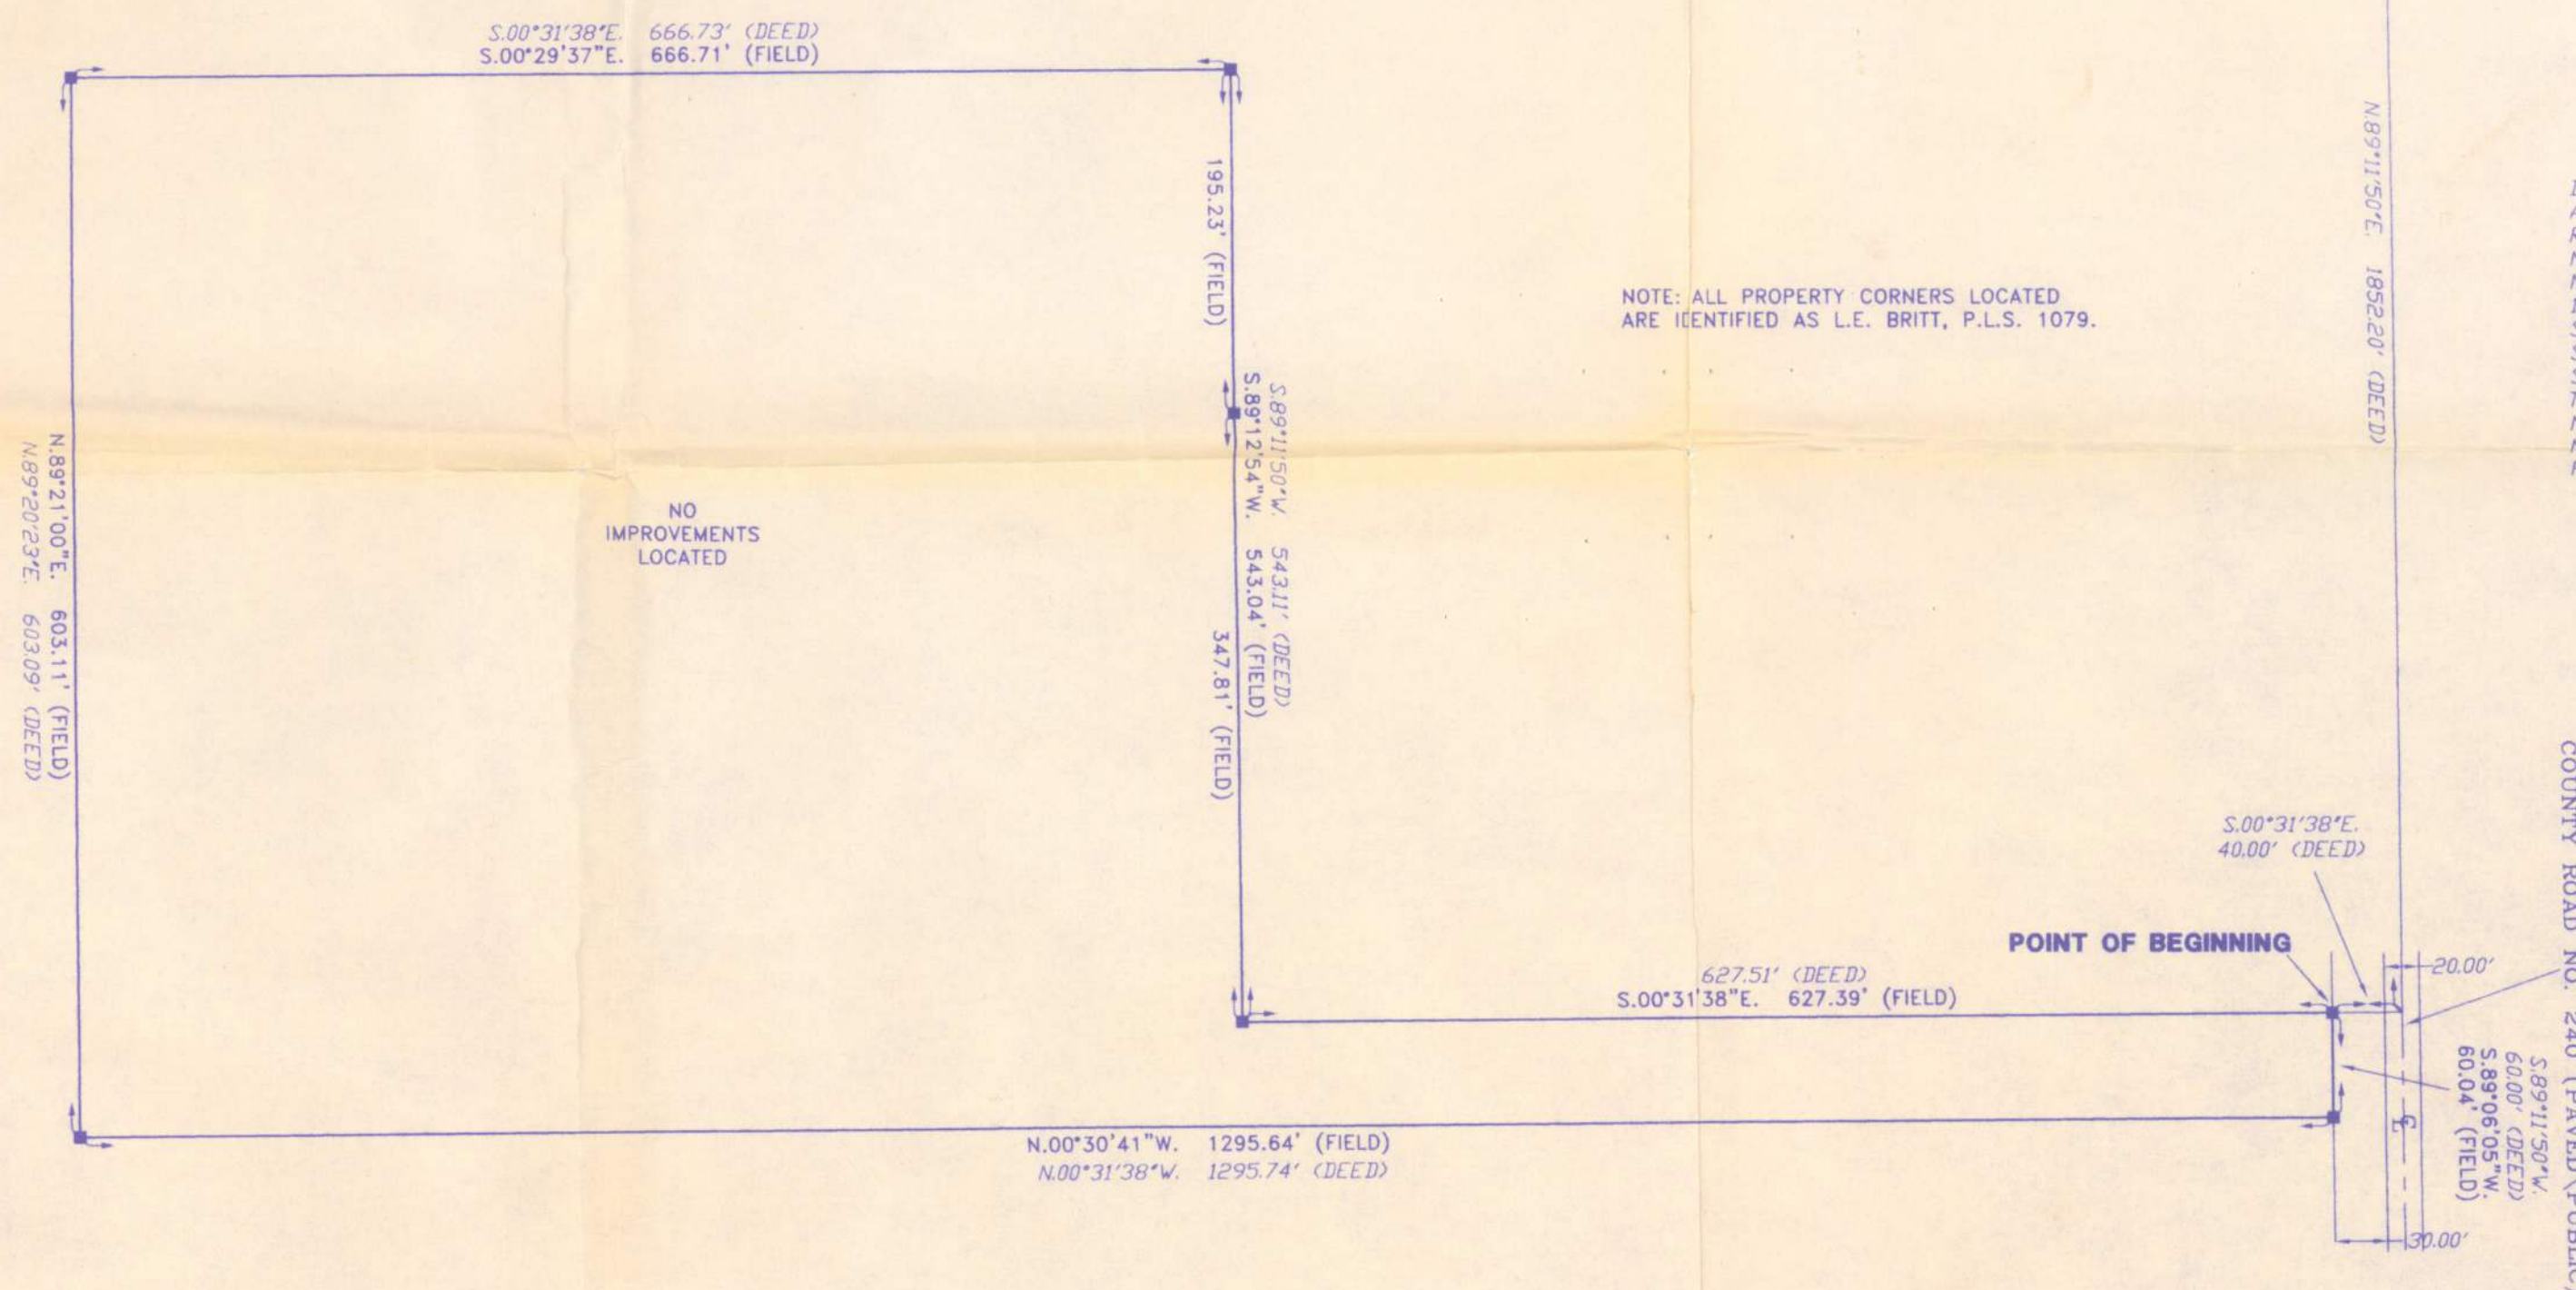 S.00°31'38"E. 666.73' (DEED)
S.00°29'37"E. 666.71' (FIELD)
195.23' (FIELD)
N.89°11'50"E. 1852.20' (DEED)
NOTE: ALL PROPERTY CORNERS LOCATED
ARE IDENTIFIED AS L.E. BRITT, P.L.S. 1079.
S.89°11'50"W. 543.11' (DEED)
S.89°12'54"W. 543.04' (FIELD)
N.89°21'00"E. 603.11' (FIELD)
N.89°20'23"E. 603.09' (DEED)
NO
IMPROVEMENTS
LOCATED
347.81' (FIELD)
COUNTY ROAD NO. 240 (PAVED\PUBLIC,
S.00°31'38"E.
40.00' (DEED)
POINT OF BEGINNING
20.00'
627.51' (DEED)
S.00°31'38"E. 627.39' (FIELD)
S.89°11'50"W.
60.00' (DEED)
S.89°06'05"W.
60.04' (FIELD)
N.00°30'41"W. 1295.64' (FIELD)
N.00°31'38"W. 1295.74' (DEED)
30.00'